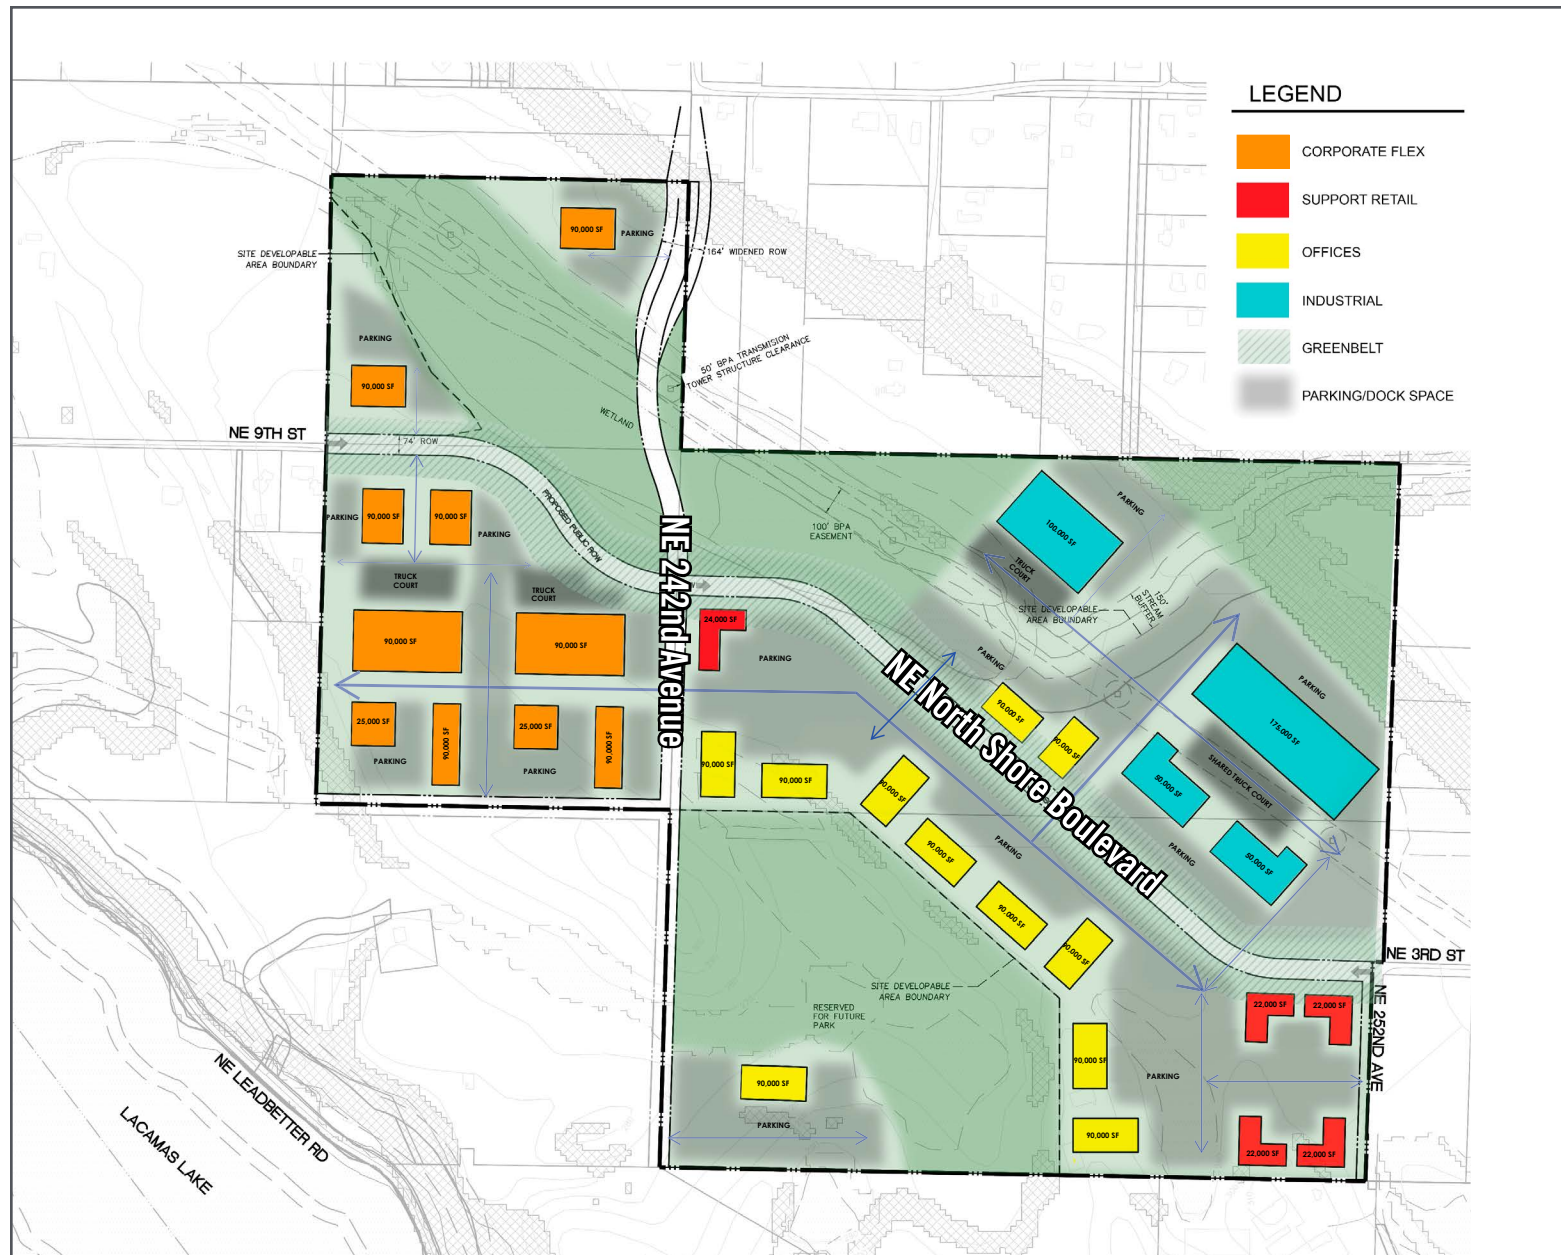 LEGEND
CORPORATE FLEX
SUPPORT RETAIL
OFFICES
INDUSTRIAL
GREENBELT
PARKING/DOCK SPACE
90,000 SF
PARKING
164' WIDENED ROW
SITE DEVELOPABLE
AREA BOUNDARY
PARKING
90,000 SF
50' BPA TRANSMISION
TOWER STRUCTURE CLEARANCE
WETLAND
NE 9TH ST
74' ROW
PROPOSED PUBLIC ROW
100' BPA
EASEMENT
PARKING
90,000 SF
90,000 SF
PARKING
TRUCK
COURT
TRUCK
COURT
90,000 SF
90,000 SF
25,000 SF
90,000 SF
25,000 SF
90,000 SF
PARKING
PARKING
NE 242nd Avenue
24,000 SF
PARKING
100,000 SF
PARKING
TRUCK
COURT
SITE DEVELOPABLE
AREA BOUNDARY
150'
STREAM
BUFFER
PARKING
NE North Shore Boulevard
90,000 SF
90,000 SF
PARKING
175,000 SF
SHARED TRUCK COURT
50,000 SF
50,000 SF
PARKING
90,000 SF
90,000 SF
90,000 SF
90,000 SF
90,000 SF
90,000 SF
PARKING
NE 3RD ST
NE 252ND AVE
SITE DEVELOPABLE
AREA BOUNDARY
RESERVED
FOR FUTURE
PARK
22,000 SF
22,000 SF
90,000 SF
PARKING
90,000 SF
PARKING
90,000 SF
22,000 SF
22,000 SF
NE LEADBETTER RD
LACAMAS LAKE